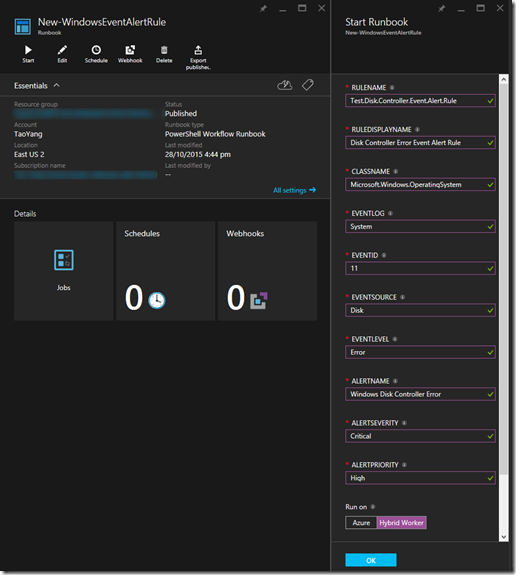 New-WindowsEventAlertRule
Runbook
Start
Edit
Schedule
Webhook
Delete
Export
publishe..
Essentials
Resource group
Status
Published
Account
TaoYang
Runbook type
PowerShell Workflow Runbook
Location
East US 2
Last modified
28/10/2015 4:44 pm
Subscription name
Last modified by
--
All settings
Details
Jobs
Schedules
0
Webhooks
0
Start Runbook
New-WindowsEventAlertRule
* RULENAME
Test.Disk.Controller.Event.Alert.Rule
* RULEDISPLAYNAME
Disk Controller Error Event Alert Rule
* CLASSNAME
Microsoft.Windows.OperatingSystem
* EVENTLOG
System
* EVENTID
11
* EVENTSOURCE
Disk
* EVENTLEVEL
Error
* ALERTNAME
Windows Disk Controller Error
* ALERTSEVERITY
Critical
* ALERTPRIORITY
High
Run on
Azure
Hybrid Worker
OK